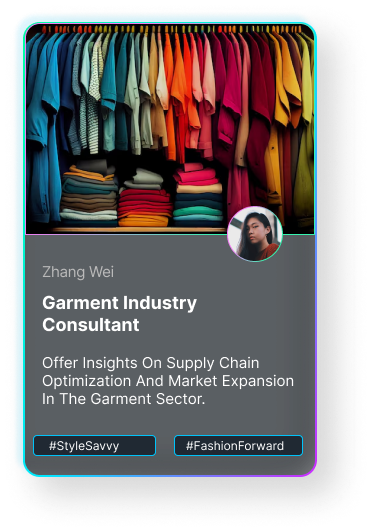 Zhang Wei
Garment Industry
Consultant
Offer Insights On Supply Chain
Optimization And Market Expansion
In The Garment Sector.
#StyleSavvy
#FashionForward